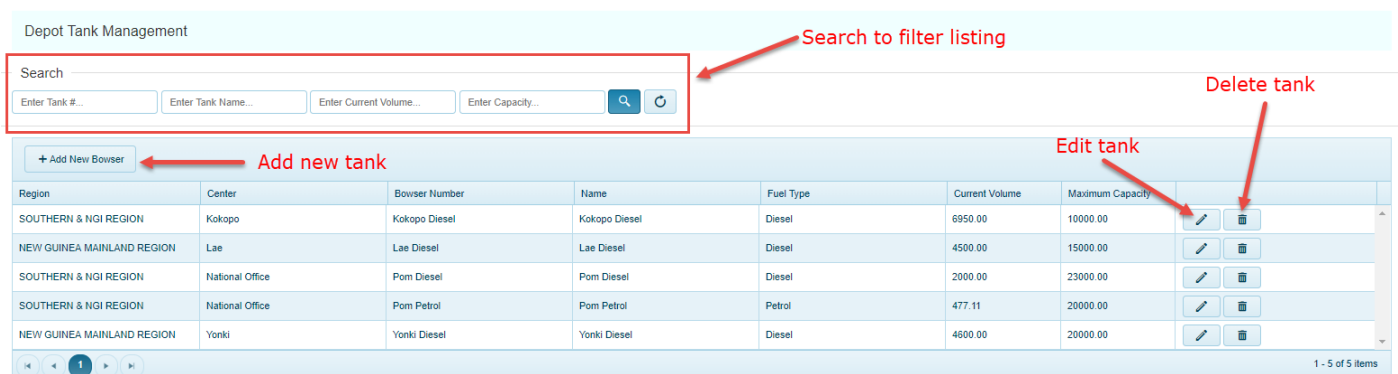 Depot Tank Management
Search to filter listing
Search
Delete tank
Enter Tank #... Enter Tank Name... Enter Current Volume... Enter Capacity...
Edit tank
+ Add New Bowser Add new tank
Region Center Bowser Number Name Fuel Type Current Volume Maximum Capacity
SOUTHERN & NGI REGION Kokopo Kokopo Diesel Kokopo Diesel Diesel 6950.00 10000.00
NEW GUINEA MAINLAND REGION Lae Lae Diesel Lae Diesel Diesel 4500.00 15000.00
SOUTHERN & NGI REGION National Office Pom Diesel Pom Diesel Diesel 2000.00 23000.00
SOUTHERN & NGI REGION National Office Pom Petrol Pom Petrol Petrol 477.11 20000.00
NEW GUINEA MAINLAND REGION Yonki Yonki Diesel Yonki Diesel Diesel 4600.00 20000.00
1 1 - 5 of 5 items